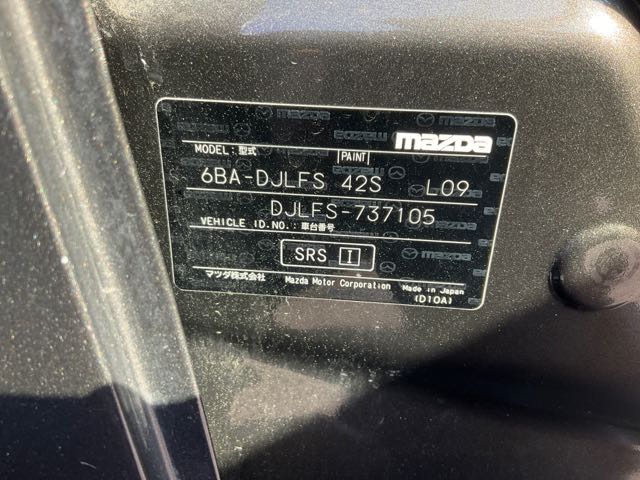 mazda
MODEL: 型式 PAINT
6BA-DJLFS 42S L09
DJLFS-737105
VEHICLE ID.NO.: 車台番号
SRS I
マツダ株式会社 Mazda Motor Corporation Made in Japan
(D10A)